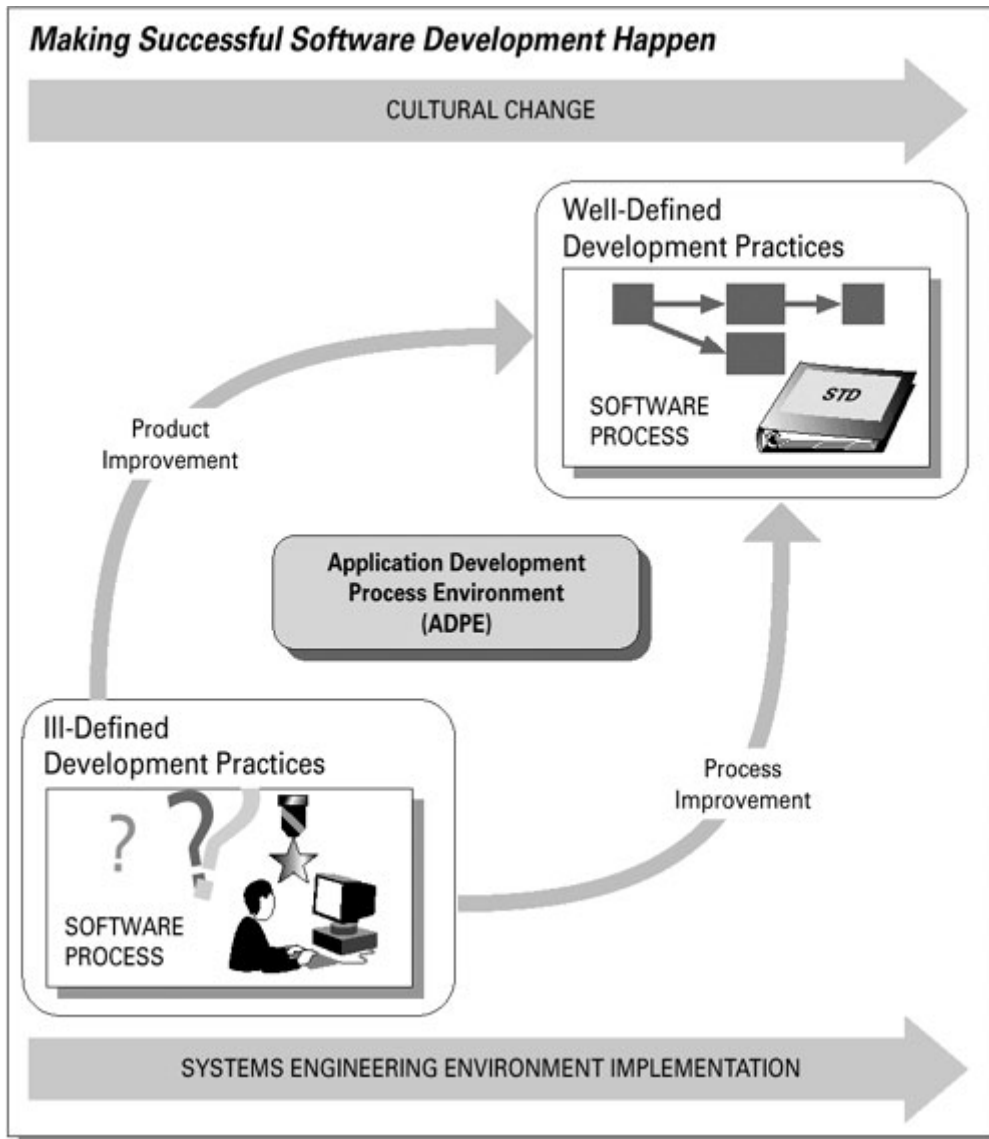 Making Successful Software Development Happen
CULTURAL CHANGE
Well-Defined
Development Practices
SOFTWARE
PROCESS
STD
Product
Improvement
Application Development
Process Environment
(ADPE)
Ill-Defined
Development Practices
? ? ?
SOFTWARE
PROCESS
Process
Improvement
SYSTEMS ENGINEERING ENVIRONMENT IMPLEMENTATION